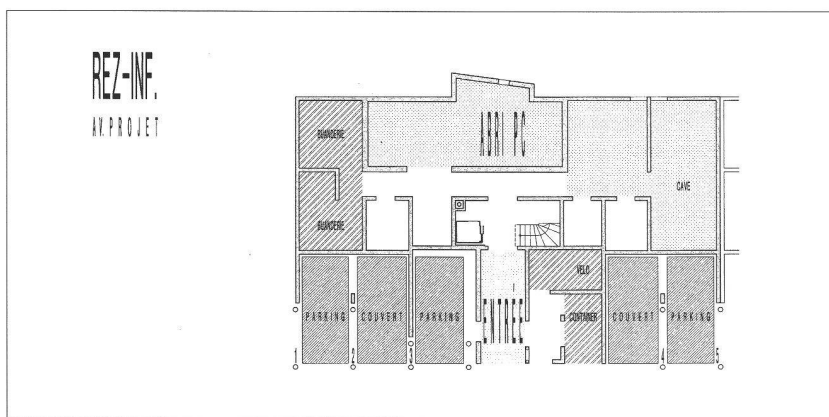 REZ-INF.
AV.PROJET
BUANDERIE
ABRI PC
CAVE
BUANDERIE
VELO
PARKING
COUVERT
PARKING
ENTREE
CONTAINER
COUVERT
PARKING
1
2
3
4
5